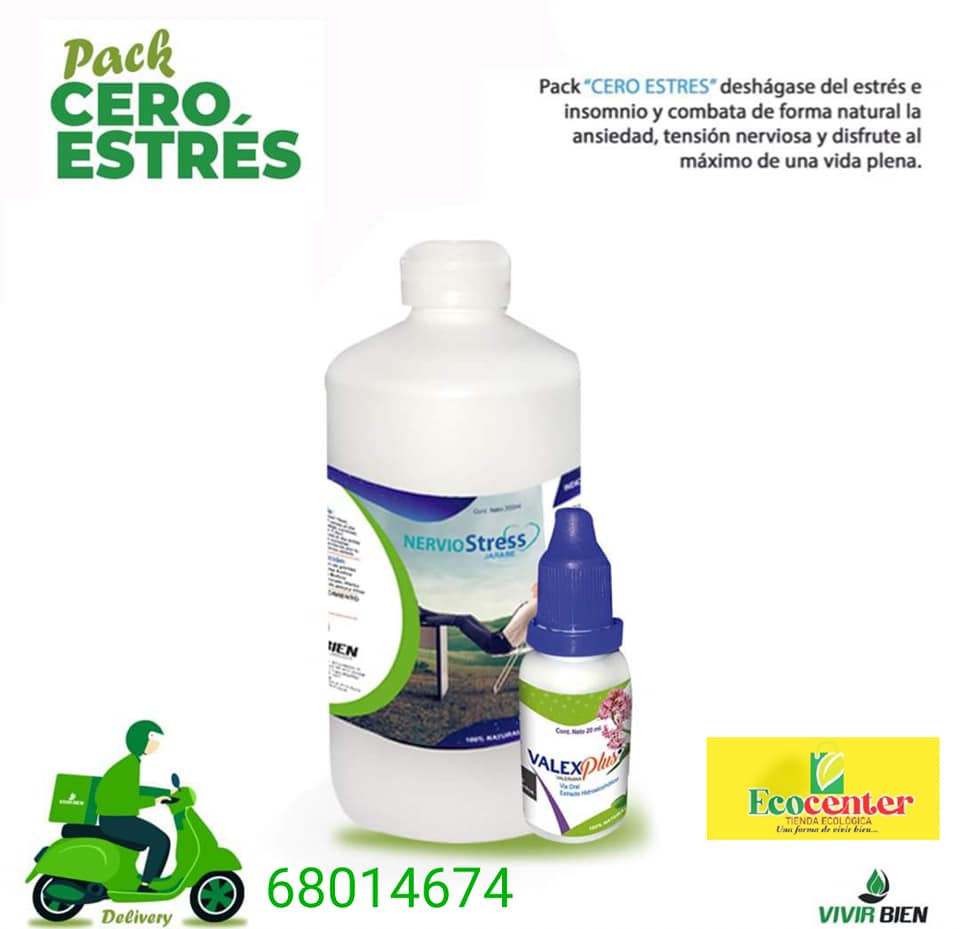 Pack
CERO
ESTRÉS
Pack "CERO ESTRES" deshágase del estrés e
insomnio y combata de forma natural la
ansiedad, tensión nerviosa y disfrute al
máximo de una vida plena.
Cont. Neto
NERVIOStress
JARABE
BIEN
100% NATURAL
Cont. Neto 20 ml.
VALEXplus
VALERIANA
Vía Oral
Extracto
100% NATURAL
VIVIR BIEN
Delivery
68014674
Ecocenter
TIENDA ECOLÓGICA
Una forma de vivir bien...
VIVIR BIEN